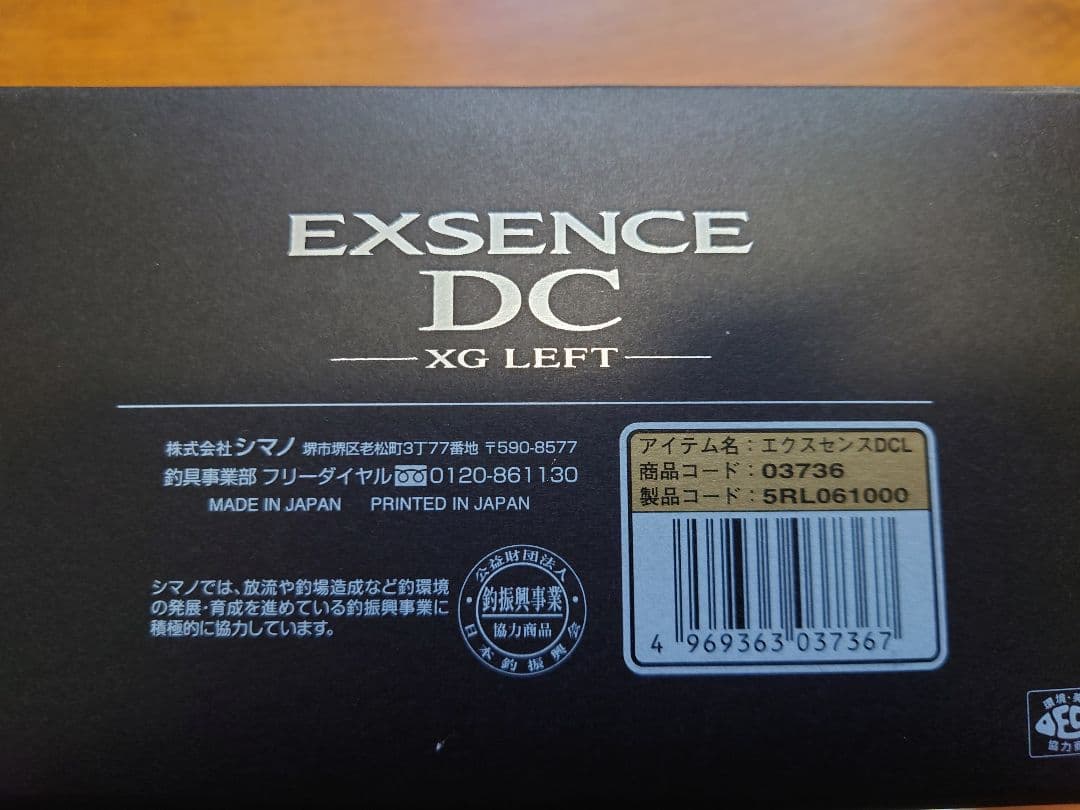 EXSENCE
DC
XG LEFT
株式会社シマノ 堺市堺区老松町3丁77番地 〒590-8577
釣具事業部 フリーダイヤル 0120-861130
MADE IN JAPAN PRINTED IN JAPAN
アイテム名：エクスセンスDCL
商品コード：03736
製品コード：5RL061000
4 969363 037367
シマノでは、放流や釣場造成など釣環境
の発展・育成を進めている釣振興事業に
積極的に協力しています。
公益財団法人
釣振興事業
協力商品
日本釣振興会
環境・美
協力商